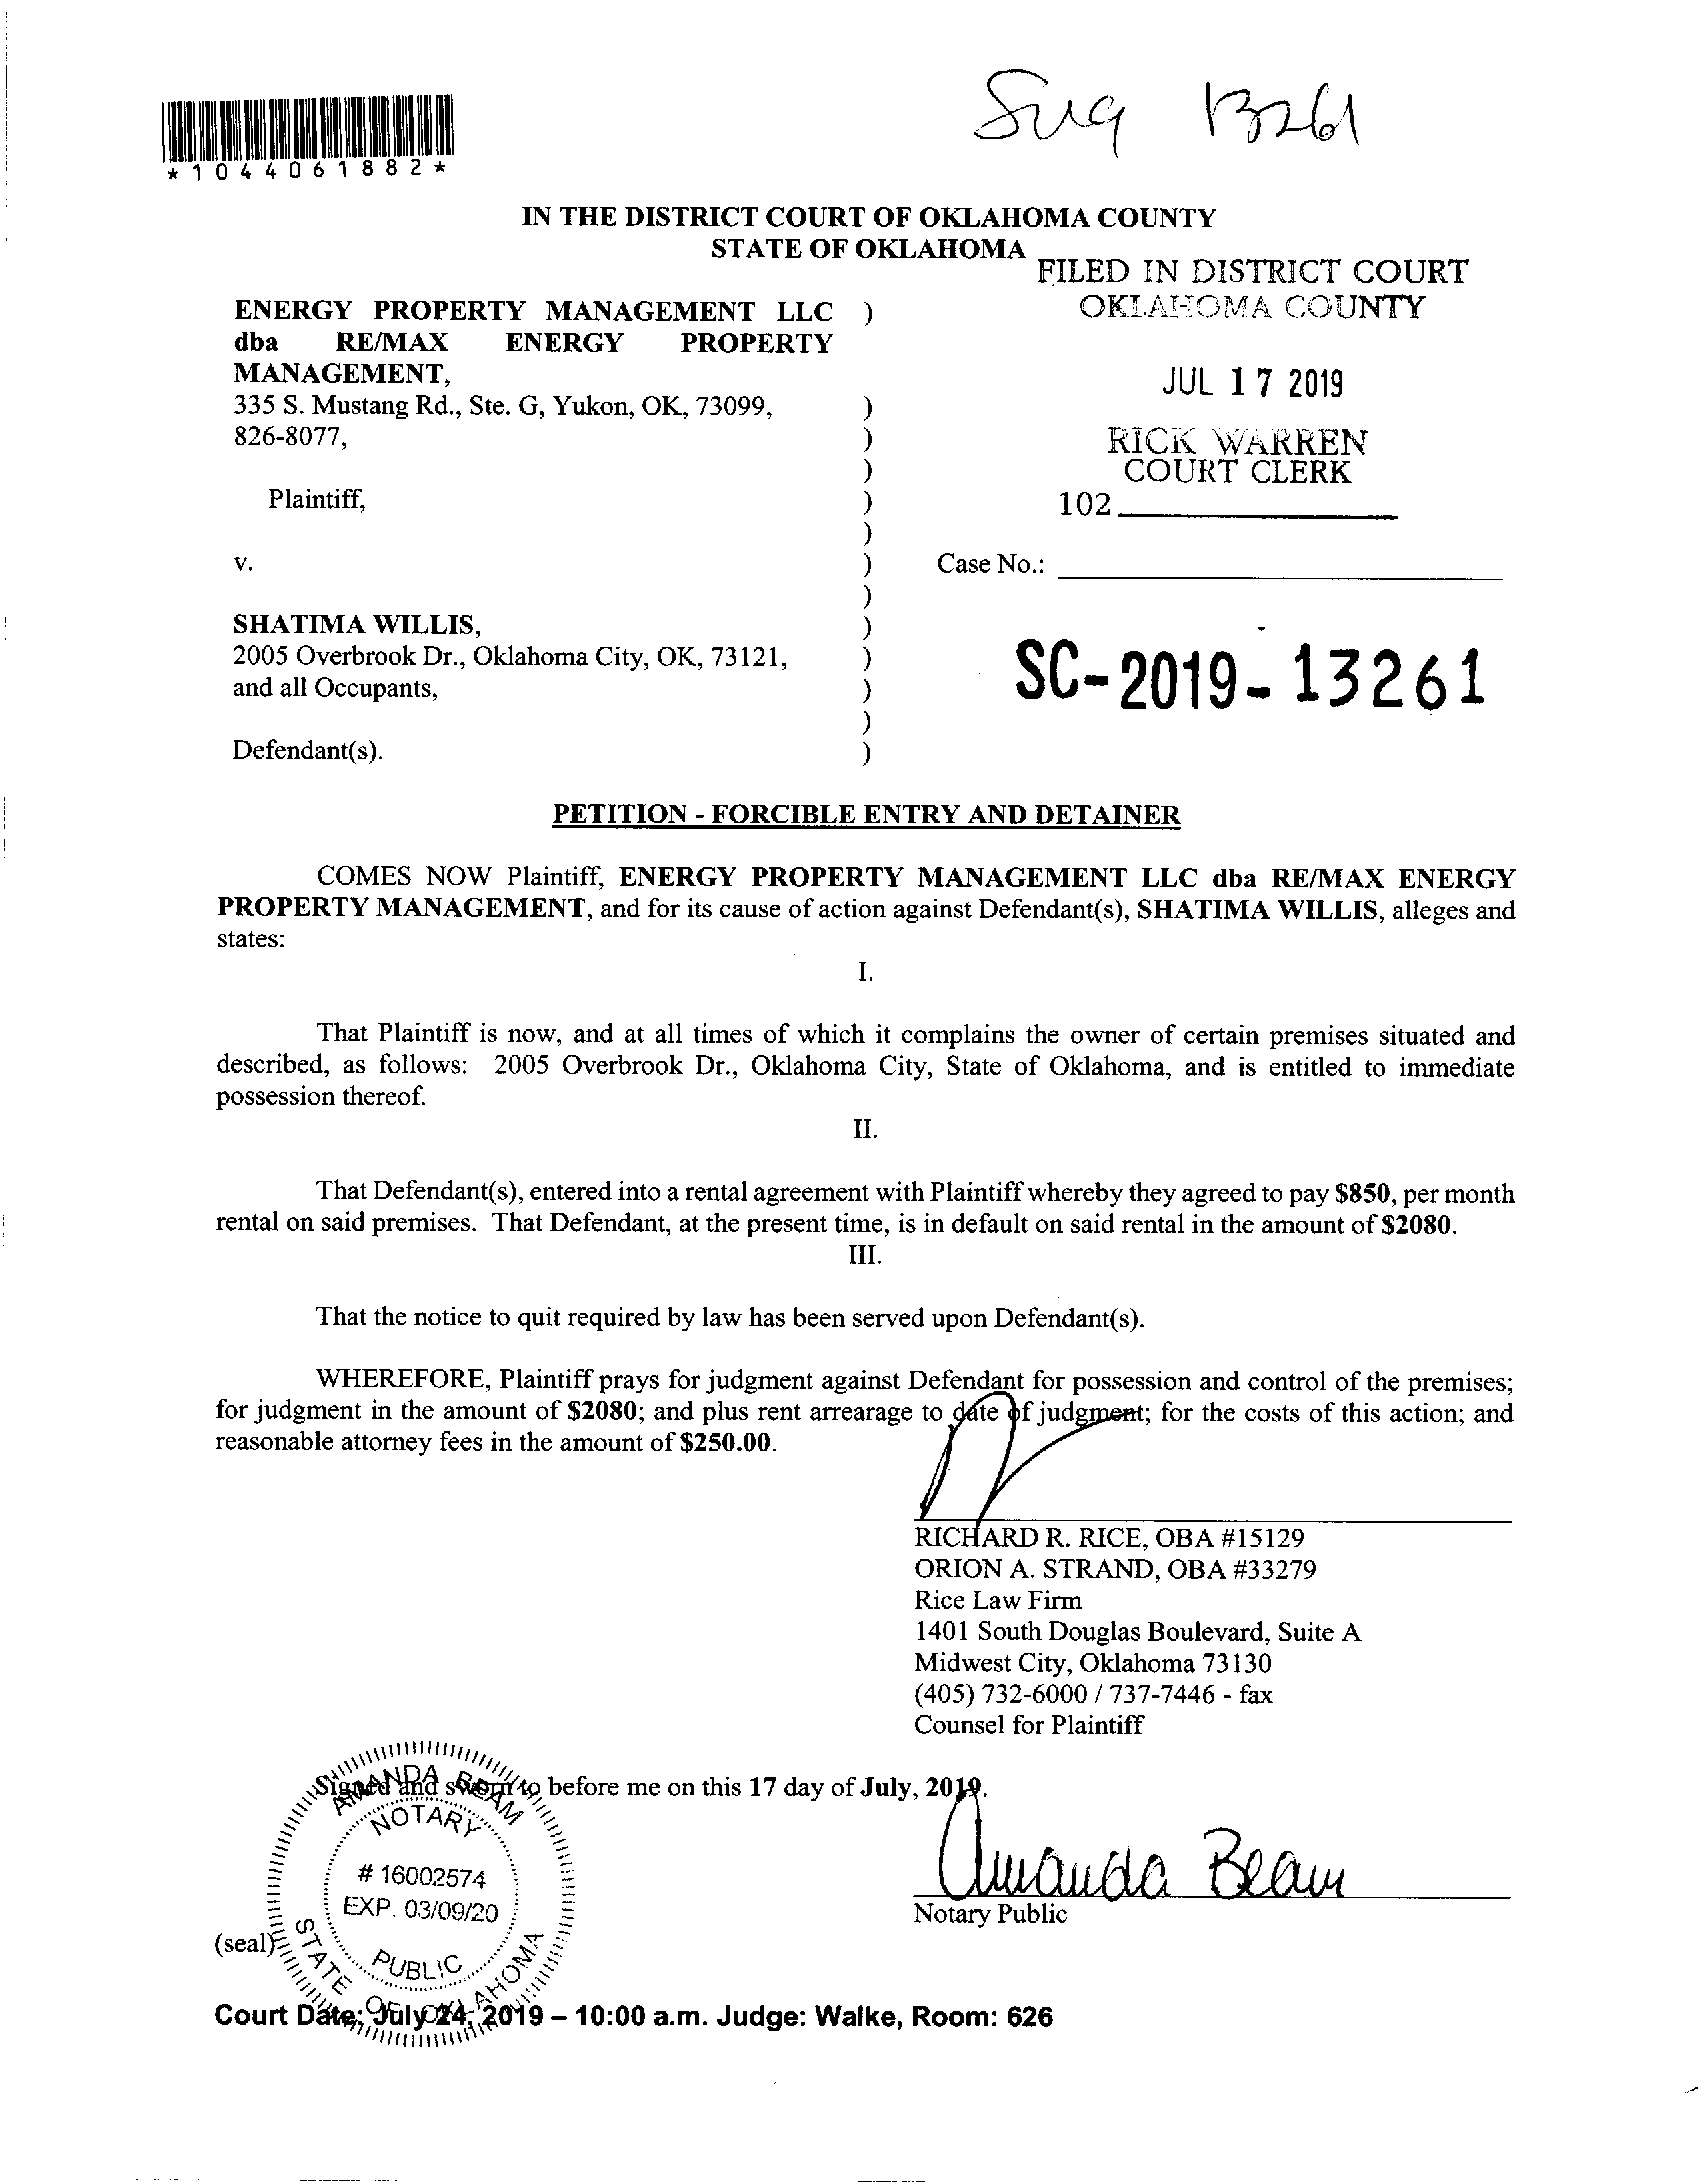 Suq 13261
*1044061882*
IN THE DISTRICT COURT OF OKLAHOMA COUNTY
STATE OF OKLAHOMA
FILED IN DISTRICT COURT
OKLAHOMA COUNTY
JUL 17 2019
RICK WARREN
COURT CLERK
102
ENERGY PROPERTY MANAGEMENT LLC )
dba RE/MAX ENERGY PROPERTY
MANAGEMENT,
335 S. Mustang Rd., Ste. G, Yukon, OK, 73099, )
826-8077, )
)
Plaintiff, )
)
v. ) Case No.:
)
SHATIMA WILLIS, )
2005 Overbrook Dr., Oklahoma City, OK, 73121, )
and all Occupants, )
)
Defendant(s). )
SC-2019-13261
PETITION - FORCIBLE ENTRY AND DETAINER
COMES NOW Plaintiff, ENERGY PROPERTY MANAGEMENT LLC dba RE/MAX ENERGY
PROPERTY MANAGEMENT, and for its cause of action against Defendant(s), SHATIMA WILLIS, alleges and
states:
I.
That Plaintiff is now, and at all times of which it complains the owner of certain premises situated and
described, as follows: 2005 Overbrook Dr., Oklahoma City, State of Oklahoma, and is entitled to immediate
possession thereof.
II.
That Defendant(s), entered into a rental agreement with Plaintiff whereby they agreed to pay $850, per month
rental on said premises. That Defendant, at the present time, is in default on said rental in the amount of $2080.
III.
That the notice to quit required by law has been served upon Defendant(s).
WHEREFORE, Plaintiff prays for judgment against Defendant for possession and control of the premises;
for judgment in the amount of $2080; and plus rent arrearage to date of judgment; for the costs of this action; and
reasonable attorney fees in the amount of $250.00.
RICHARD R. RICE, OBA #15129
ORION A. STRAND, OBA #33279
Rice Law Firm
1401 South Douglas Boulevard, Suite A
Midwest City, Oklahoma 73130
(405) 732-6000 / 737-7446 - fax
Counsel for Plaintiff
Signed and sworn to before me on this 17 day of July, 2019.
AMANDA BEAM
NOTARY
# 16002574
EXP. 03/09/20
PUBLIC
STATE OF OKLAHOMA
Amanda Beam
Notary Public
(seal)
Court Date: July 24, 2019 – 10:00 a.m. Judge: Walke, Room: 626